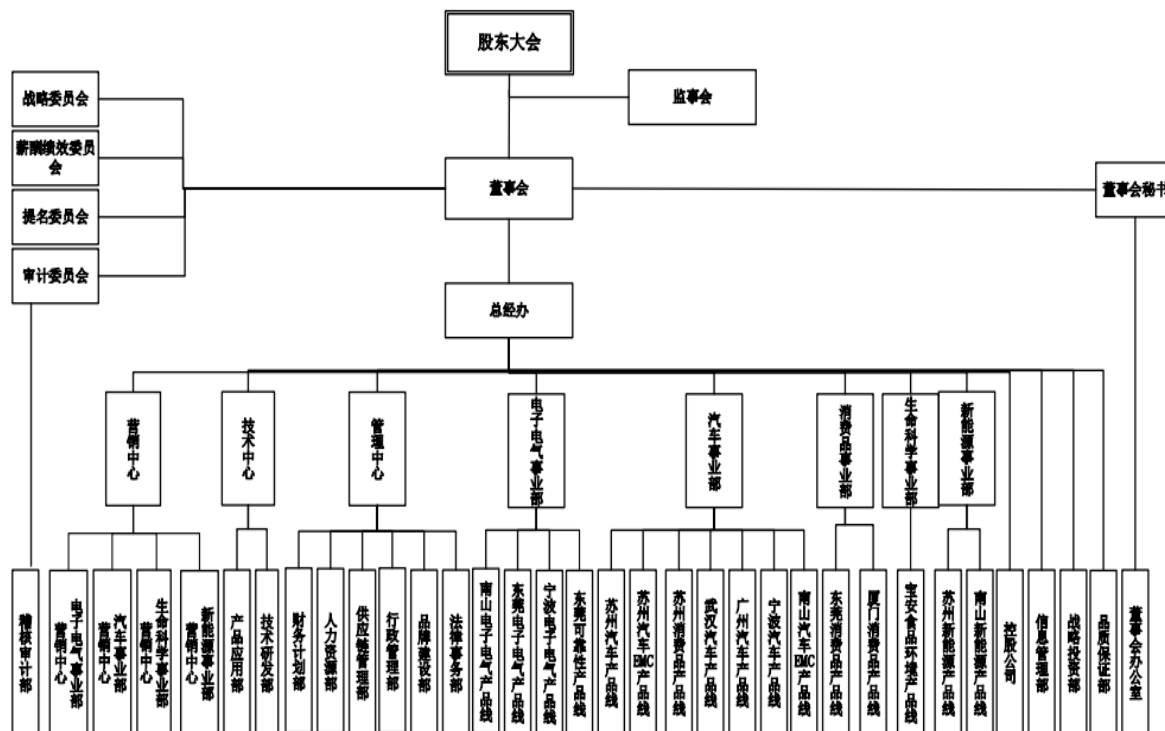 股东大会
监事会
战略委员会
薪酬绩效委员
会
提名委员会
审计委员会
董事会
董事会秘书
总经办
营销中心
技术中心
管理中心
电子电气事业部
汽车事业部
消费品事业部
生命科学事业部
新能源事业部
稽核审计部
电子电气事业部
营销中心
汽车事业部
营销中心
生命科学事业部
营销中心
新能源事业部
营销中心
产品应用部
技术研发部
财务计划部
人力资源部
供应链管理部
行政管理部
品牌建设部
法律事务部
南山电子电气产品线
东莞电子电气产品线
宁波电子电气产品线
东莞可靠性产品线
苏州汽车产品线
苏州汽车EMC产品线
苏州消费品产品线
武汉汽车产品线
广州汽车产品线
宁波汽车产品线
南山汽车EMC产品线
东莞消费品产品线
厦门消费品产品线
宝安食品环境产品线
苏州新能源产品线
南山新能源产品线
控股公司
信息管理部
战略投资部
品质保证部
董事会办公室